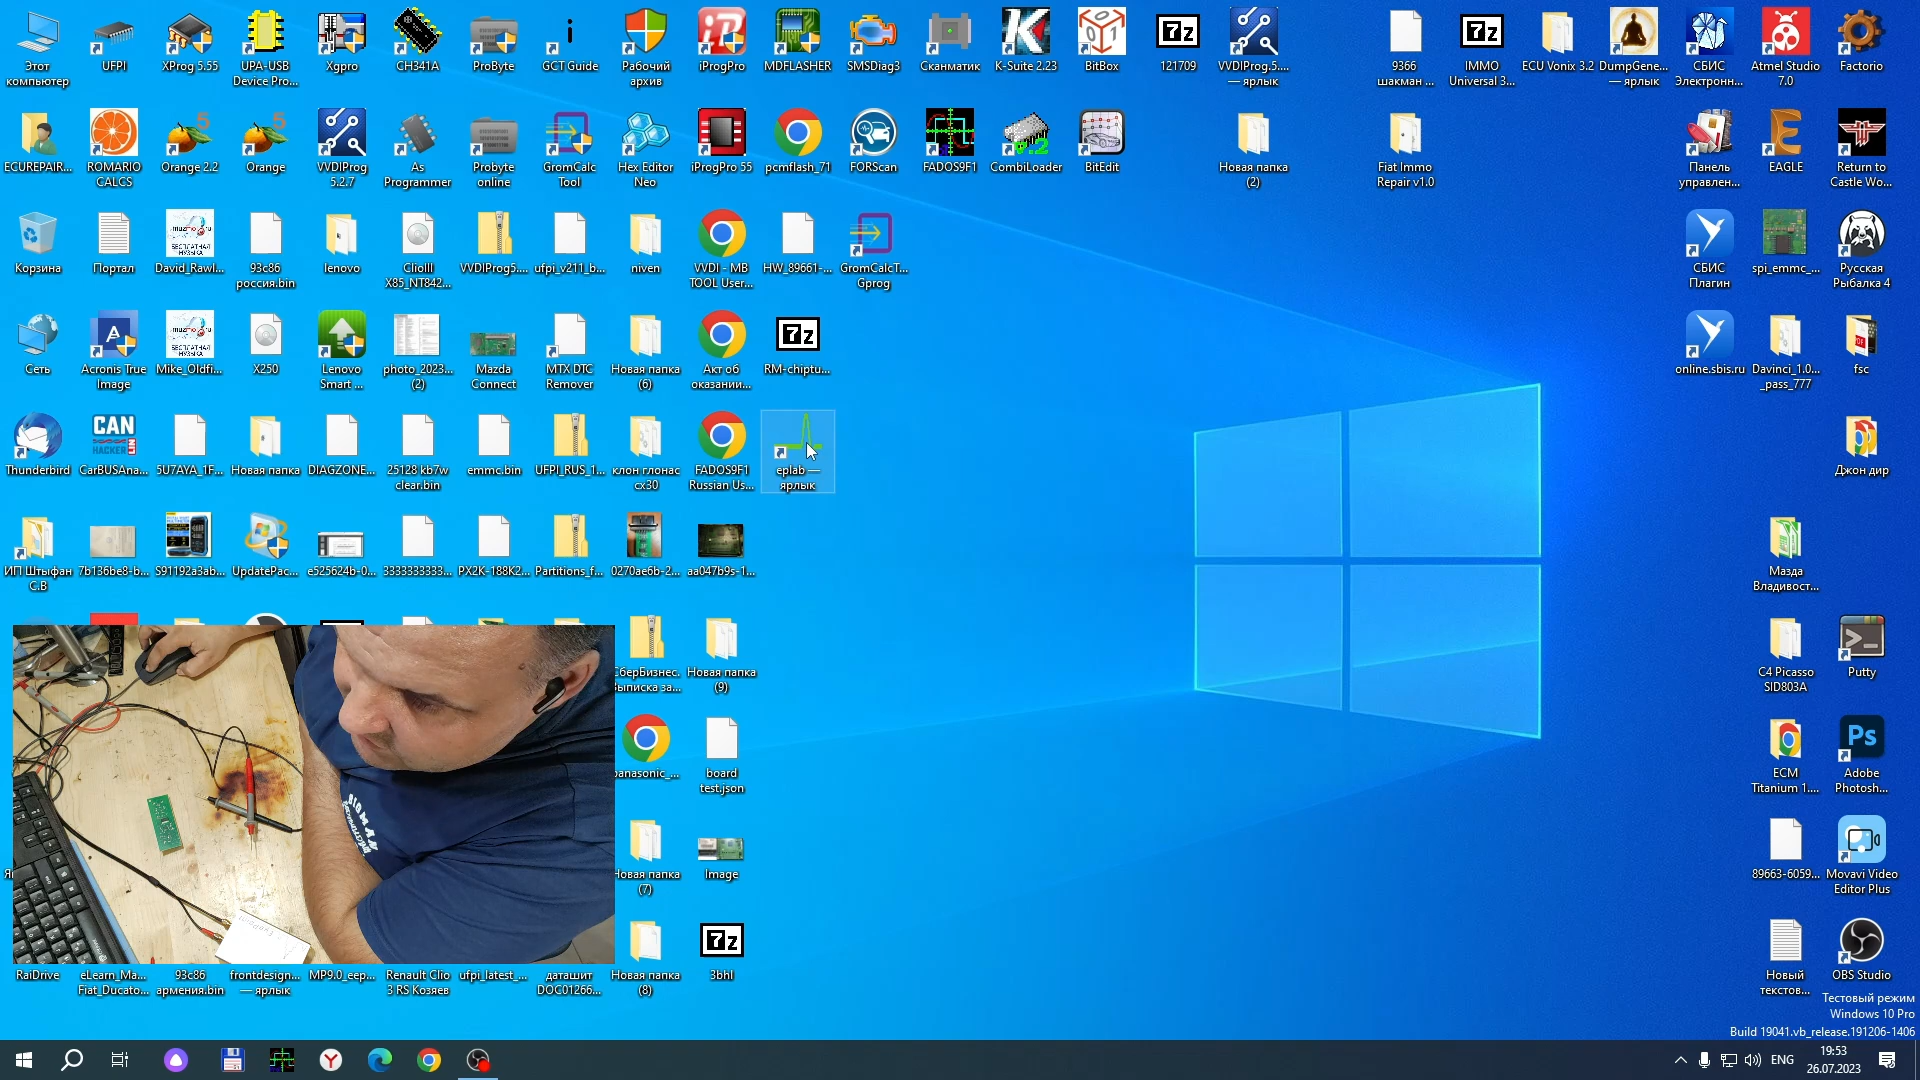 Этот компьютер
UFPI
XProg 5.55
UPA-USB Device Pro...
Xgpro
CH341A
ProByte
GCT Guide
Рабочий архив
iProgPro
MDFLASHER
SMSDiag3
Сканматик
K-Suite 2.23
BitBox
121709
VVDIProg.5.... — ярлык
9366 шакман ...
IMMO Universal 3...
ECU Vonix 3.2
DumpGene... — ярлык
СБИС Электронн...
Atmel Studio 7.0
Factorio
ECUREPAIR...
ROMARIO CALCS
Orange 2.2
Orange
VVDIProg 5.2.7
As Programmer
Probyte online
GromCalc Tool
Hex Editor Neo
iProgPro 55
pcmflash_71
FORScan
FADOS9F1
CombiLoader
BitEdit
Новая папка (2)
Fiat Immo Repair v1.0
Панель управлен...
EAGLE
Return to Castle Wo...
Корзина
Портал
David_Rawl...
93c86 россия.bin
lenovo
ClioIII X85_NT842...
VVDIProg5....
ufpi_v211_b...
niven
VVDI - MB TOOL User...
HW_89661-...
GromCalcT... Gprog
СБИС Плагин
spi_emmc_...
Русская Рыбалка 4
Сеть
Acronis True Image
Mike_Oldfi...
X250
Lenovo Smart ...
photo_2023... (2)
Mazda Connect
MTX DTC Remover
Новая папка (6)
Акт об оказании...
RM-chiptu...
online.sbis.ru
Davinci_1.0... _pass_777
fsc
Thunderbird
CAN HACKER
CarBUSAna...
5U7AYA_1F...
Новая папка
DIAGZONE...
25128 kb7w clear.bin
emmc.bin
UFPI_RUS_1...
клон глонас cx30
FADOS9F1 Russian Us...
eplab — ярлык
Джон дир
ИП Штыфан С.В
7b136be8-b...
S91192a3ab...
UpdatePac...
e525624b-0...
3333333333...
PX2K-188K2...
Partitions_f...
0270ae6b-2...
aa047b9s-1...
Мазда Владивост...
СберБизнес. Выписка за...
Новая папка (9)
C4 Picasso SID803A
Putty
panasonic_...
board test.json
ECM Titanium 1....
Adobe Photosh...
Новая папка (7)
Image
89663-6059...
Movavi Video Editor Plus
RaiDrive
eLearn_Ma... Fiat_Ducato...
93c86 армения.bin
frontdesign... — ярлык
MP9.0_eep...
Renault Clio 3 RS Козяев
ufpi_latest_...
даташит DOC01266...
Новая папка (8)
3bhl
Новый текстов...
OBS Studio
Тестовый режим
Windows 10 Pro
Build 19041.vb_release.191206-1406
ENG
19:53
26.07.2023